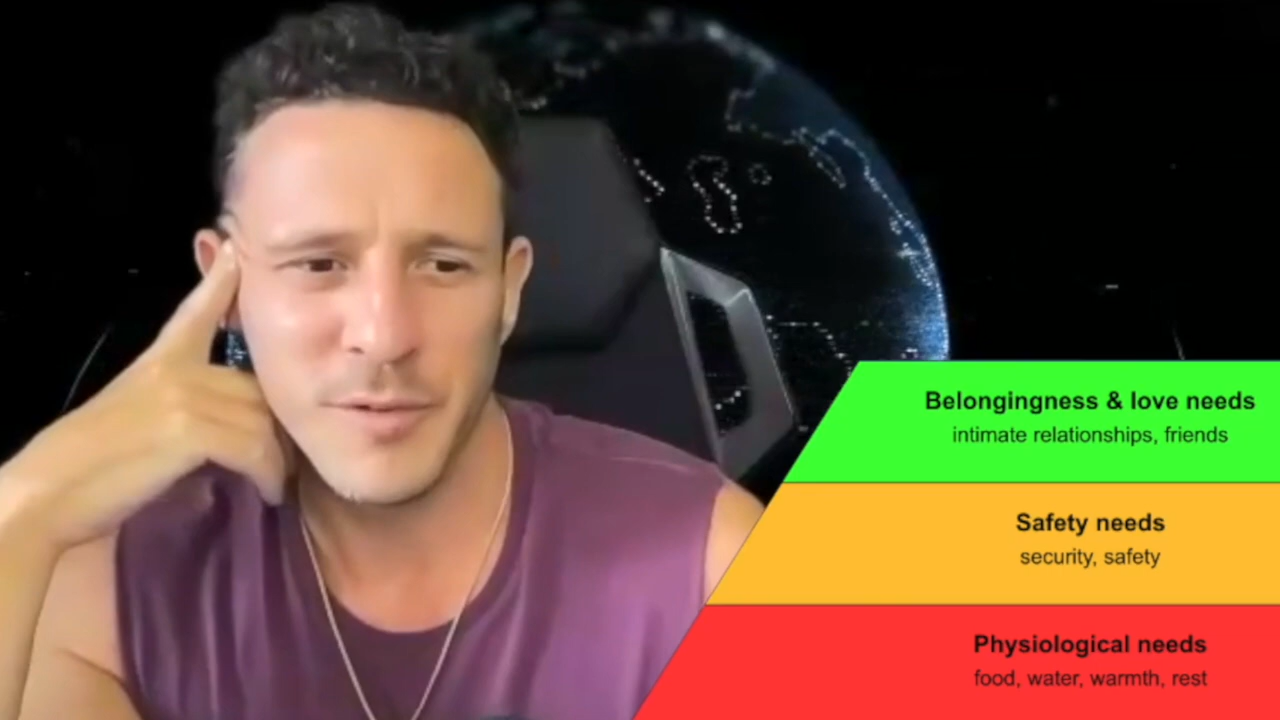 Belongingness & love needs
intimate relationships, friends
Safety needs
security, safety
Physiological needs
food, water, warmth, rest